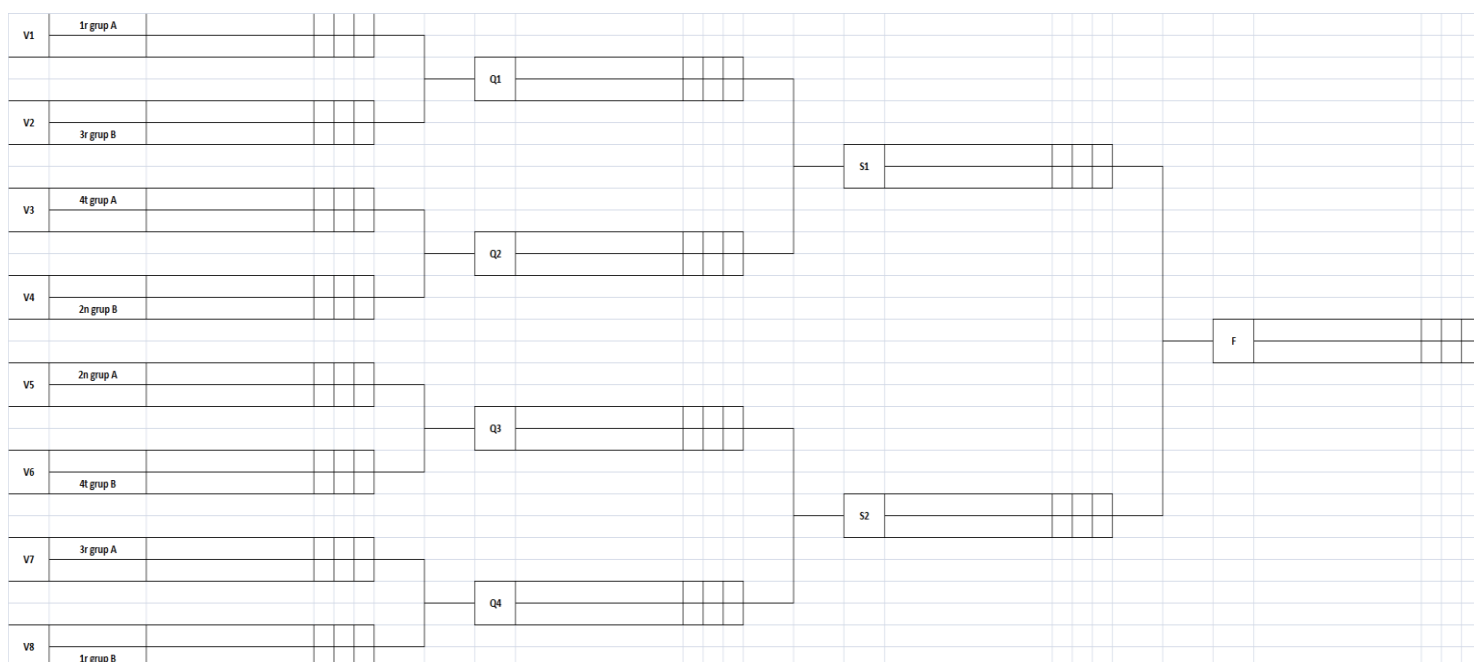 V1
1r grup A
Q1
V2
3r grup B
S1
V3
4t grup A
Q2
V4
2n grup B
F
V5
2n grup A
Q3
V6
4t grup B
S2
V7
3r grup A
Q4
V8
1r grup B